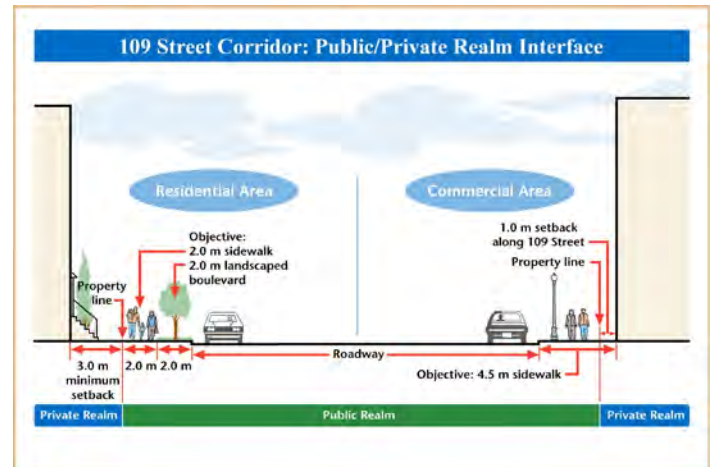 109 Street Corridor: Public/Private Realm Interface
Residential Area
Commercial Area
Objective:
2.0 m sidewalk
2.0 m landscaped
boulevard
1.0 m setback
along 109 Street
Property line
Property
line
Roadway
3.0 m
minimum
setback
2.0 m
2.0 m
Objective: 4.5 m sidewalk
Private Realm
Public Realm
Private Realm